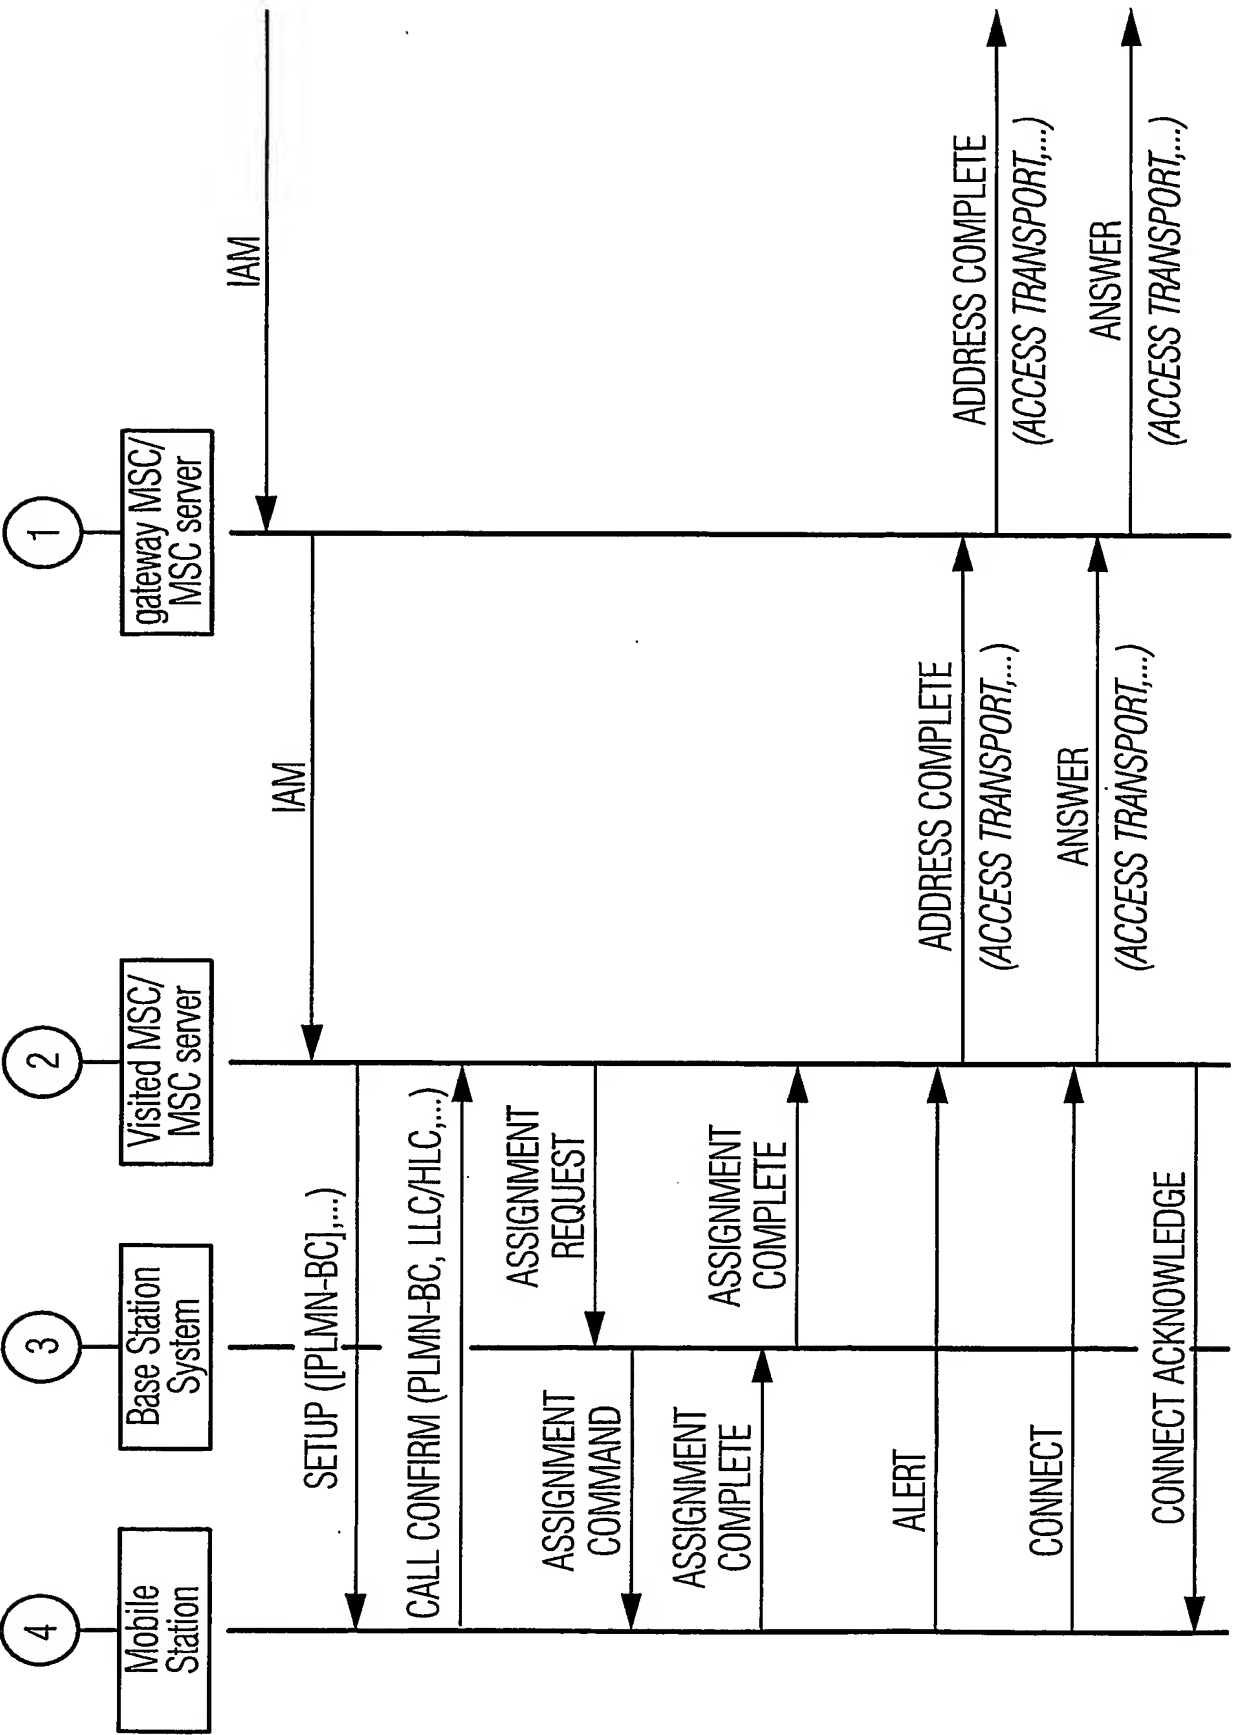 4
Mobile
Station
3
Base Station
System
2
Visited MSC/
MSC server
1
gateway MSC/
MSC server
IAM
IAM
SETUP ([PLMN-BC],...)
CALL CONFIRM (PLMN-BC, LLC/HLC,...)
ASSIGNMENT
REQUEST
ASSIGNMENT
COMMAND
ASSIGNMENT
COMPLETE
ASSIGNMENT
COMPLETE
ALERT
ADDRESS COMPLETE
(ACCESS TRANSPORT,...)
ADDRESS COMPLETE
(ACCESS TRANSPORT,...)
CONNECT
ANSWER
(ACCESS TRANSPORT,...)
ANSWER
(ACCESS TRANSPORT,...)
CONNECT ACKNOWLEDGE